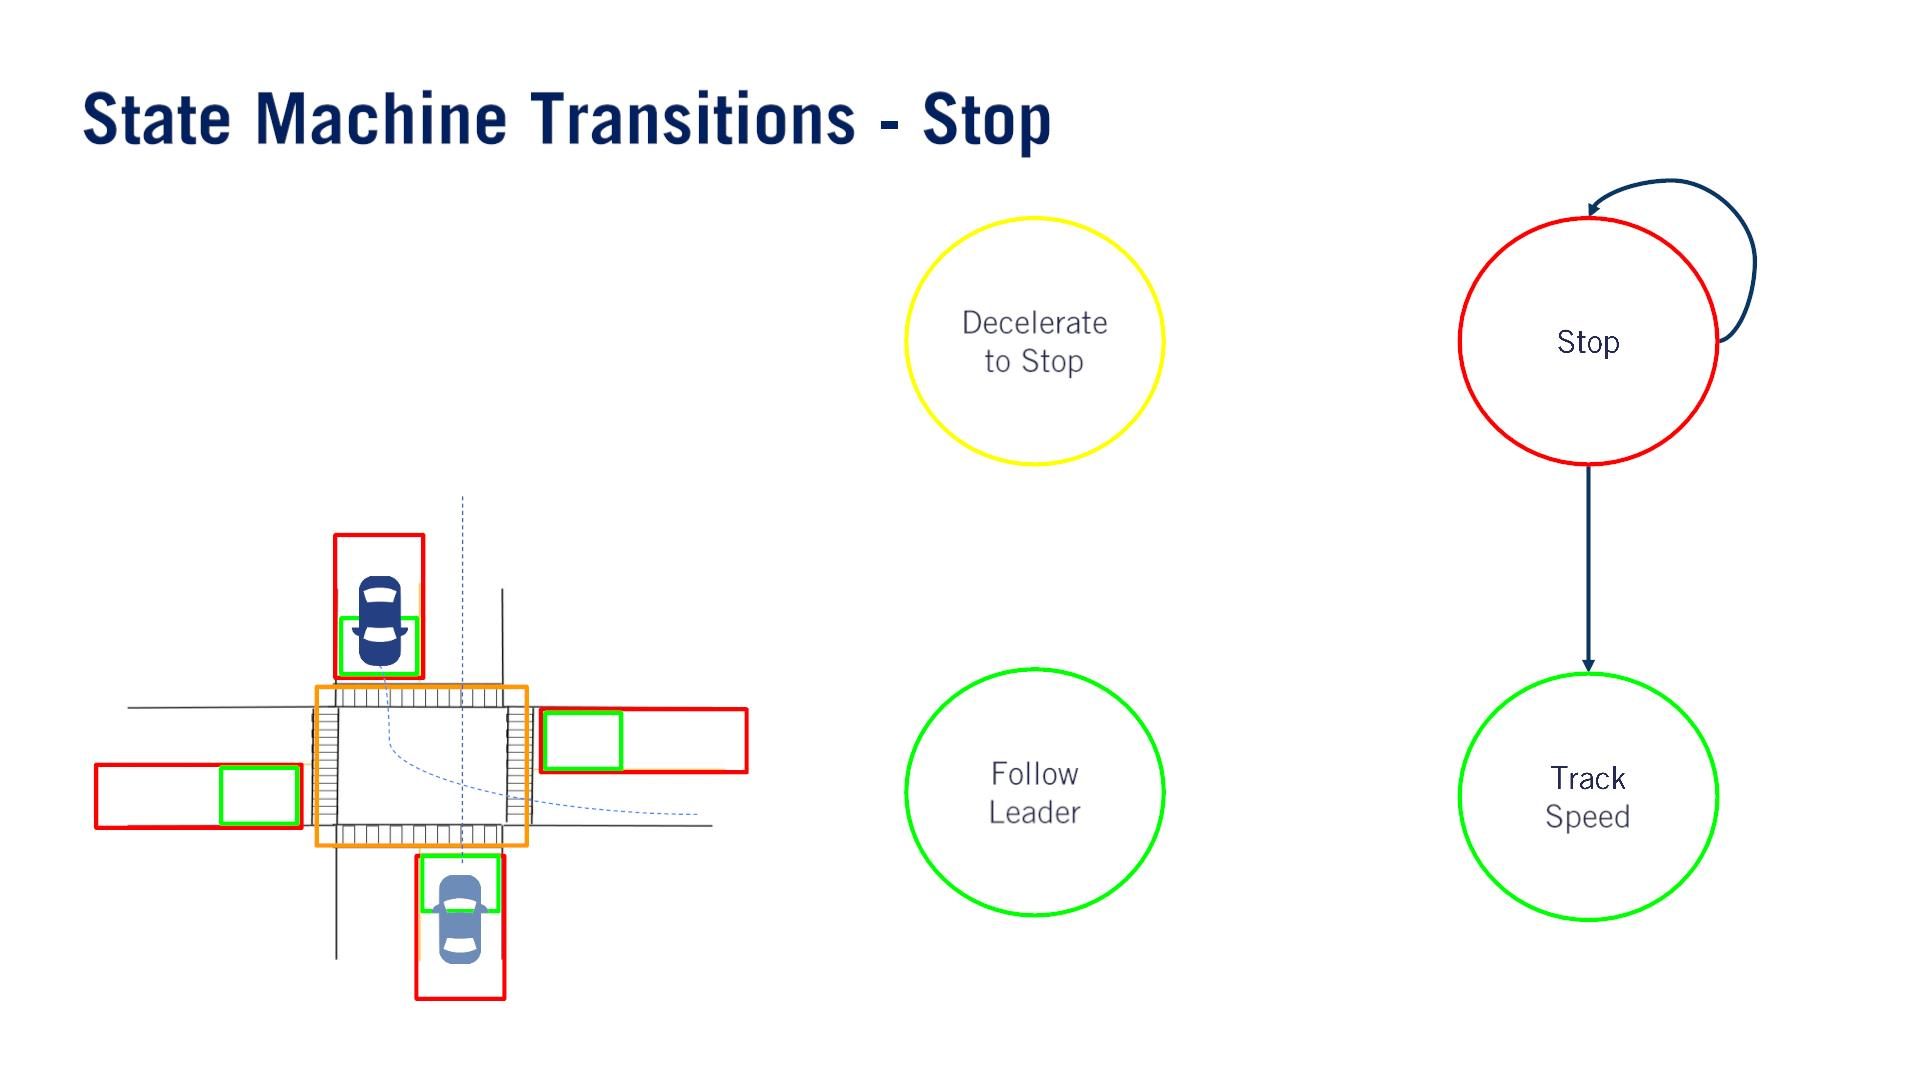 State Machine Transitions - Stop
Decelerate
to Stop
Stop
Follow
Leader
Track
Speed